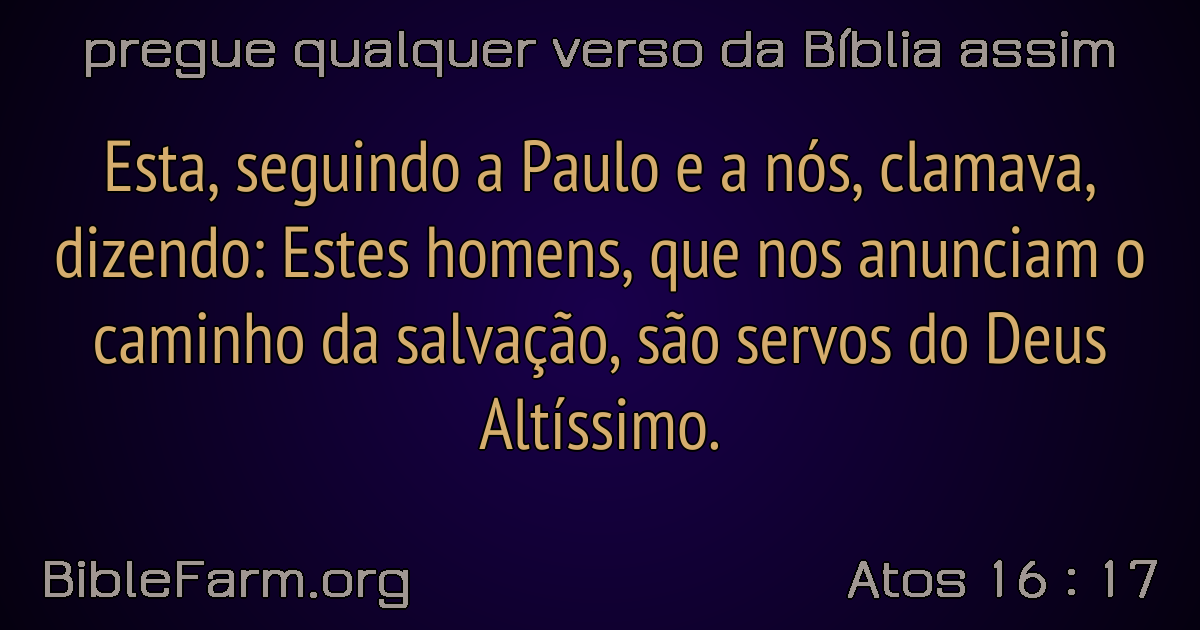 pregue qualquer verso da Bíblia assim
Esta, seguindo a Paulo e a nós, clamava,
dizendo: Estes homens, que nos anunciam o
caminho da salvação, são servos do Deus
Altíssimo.
BibleFarm.org
Atos 16 : 17